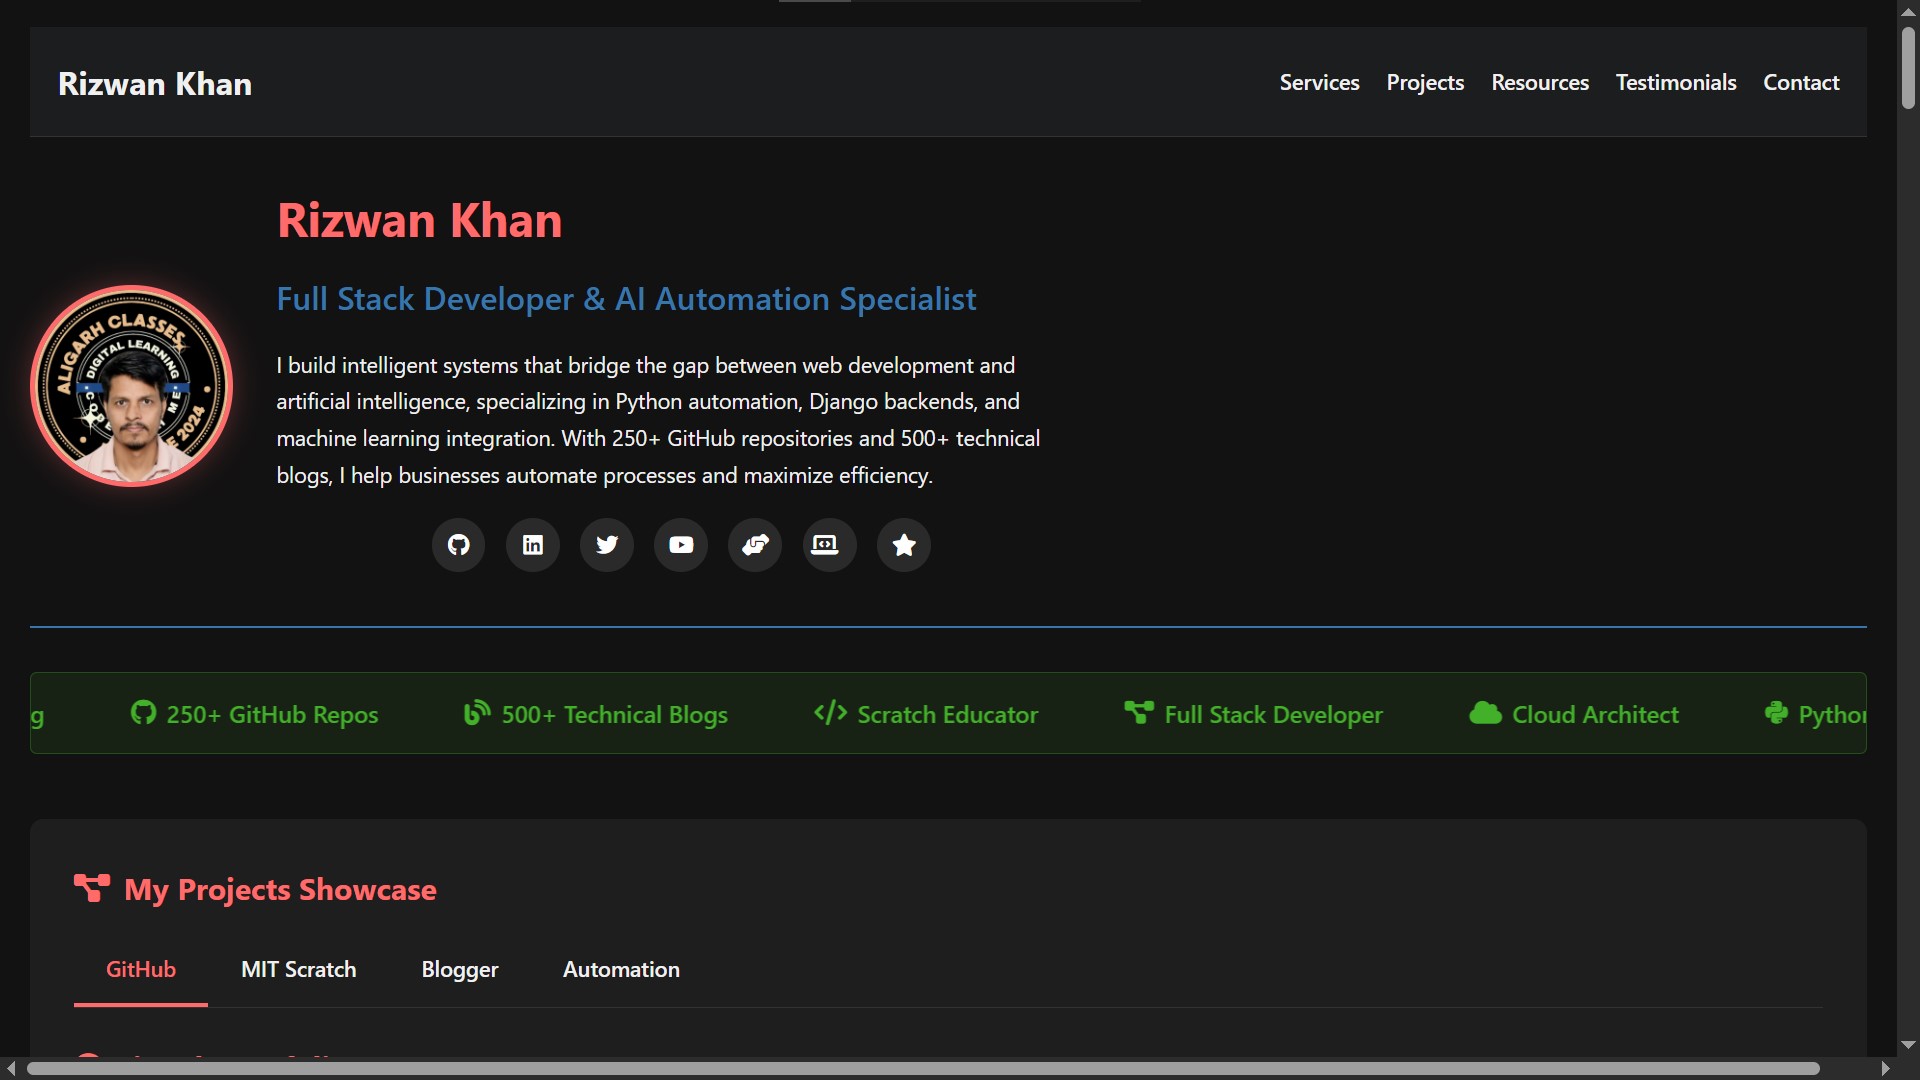 Rizwan Khan
Services Projects Resources Testimonials Contact
Rizwan Khan
Full Stack Developer & AI Automation Specialist
ALIGARH CLASSES
DIGITAL LEARNING
2024
I build intelligent systems that bridge the gap between web development and
artificial intelligence, specializing in Python automation, Django backends, and
machine learning integration. With 250+ GitHub repositories and 500+ technical
blogs, I help businesses automate processes and maximize efficiency.
g 250+ GitHub Repos 500+ Technical Blogs Scratch Educator Full Stack Developer Cloud Architect Pytho
My Projects Showcase
GitHub MIT Scratch Blogger Automation